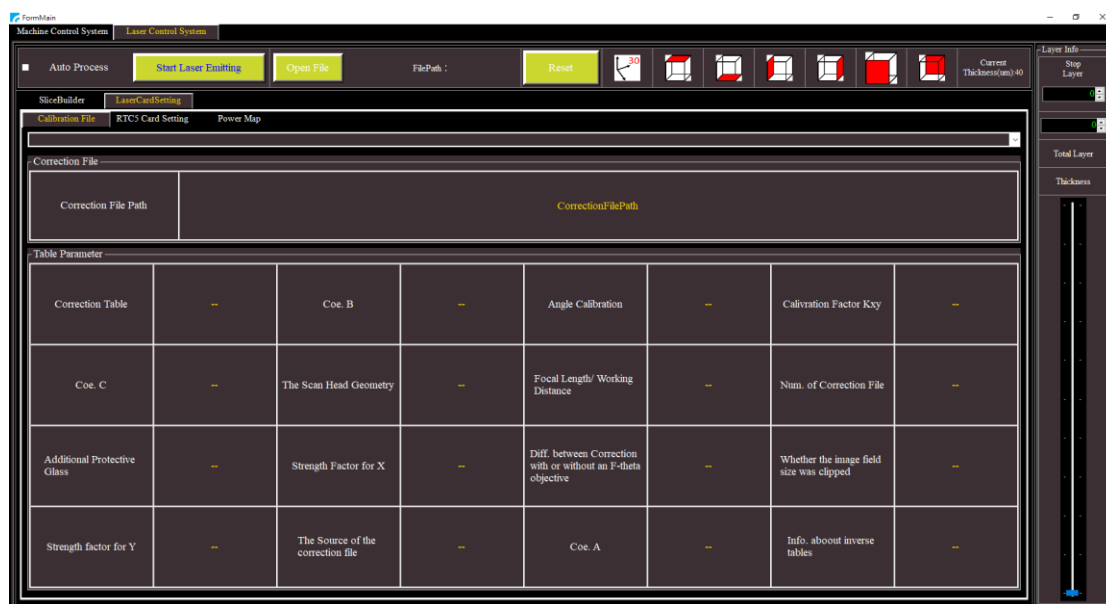 FormMain
Machine Control System Laser Control System
Auto Process Start Laser Emitting Open File FilePath : Reset 30 Current
Thickness(um):40
Layer Info
Stop
Layer
0
0
Total Layer
Thickness
SliceBuilder LaserCardSetting
Calibration File RTC5 Card Setting Power Map
Correction File
Correction File Path CorrectionFilePath
Table Parameter
Correction Table -- Coe. B -- Angle Calibration -- Calivration Factor Kxy --
Coe. C -- The Scan Head Geometry -- Focal Length/ Working
Distance -- Num. of Correction File --
Additional Protective
Glass -- Strength Factor for X -- Diff. between Correction
with or without an F-theta
objective -- Whether the image field
size was clipped --
Strength factor for Y -- The Source of the
correction file -- Coe. A -- Info. aboout inverse
tables --